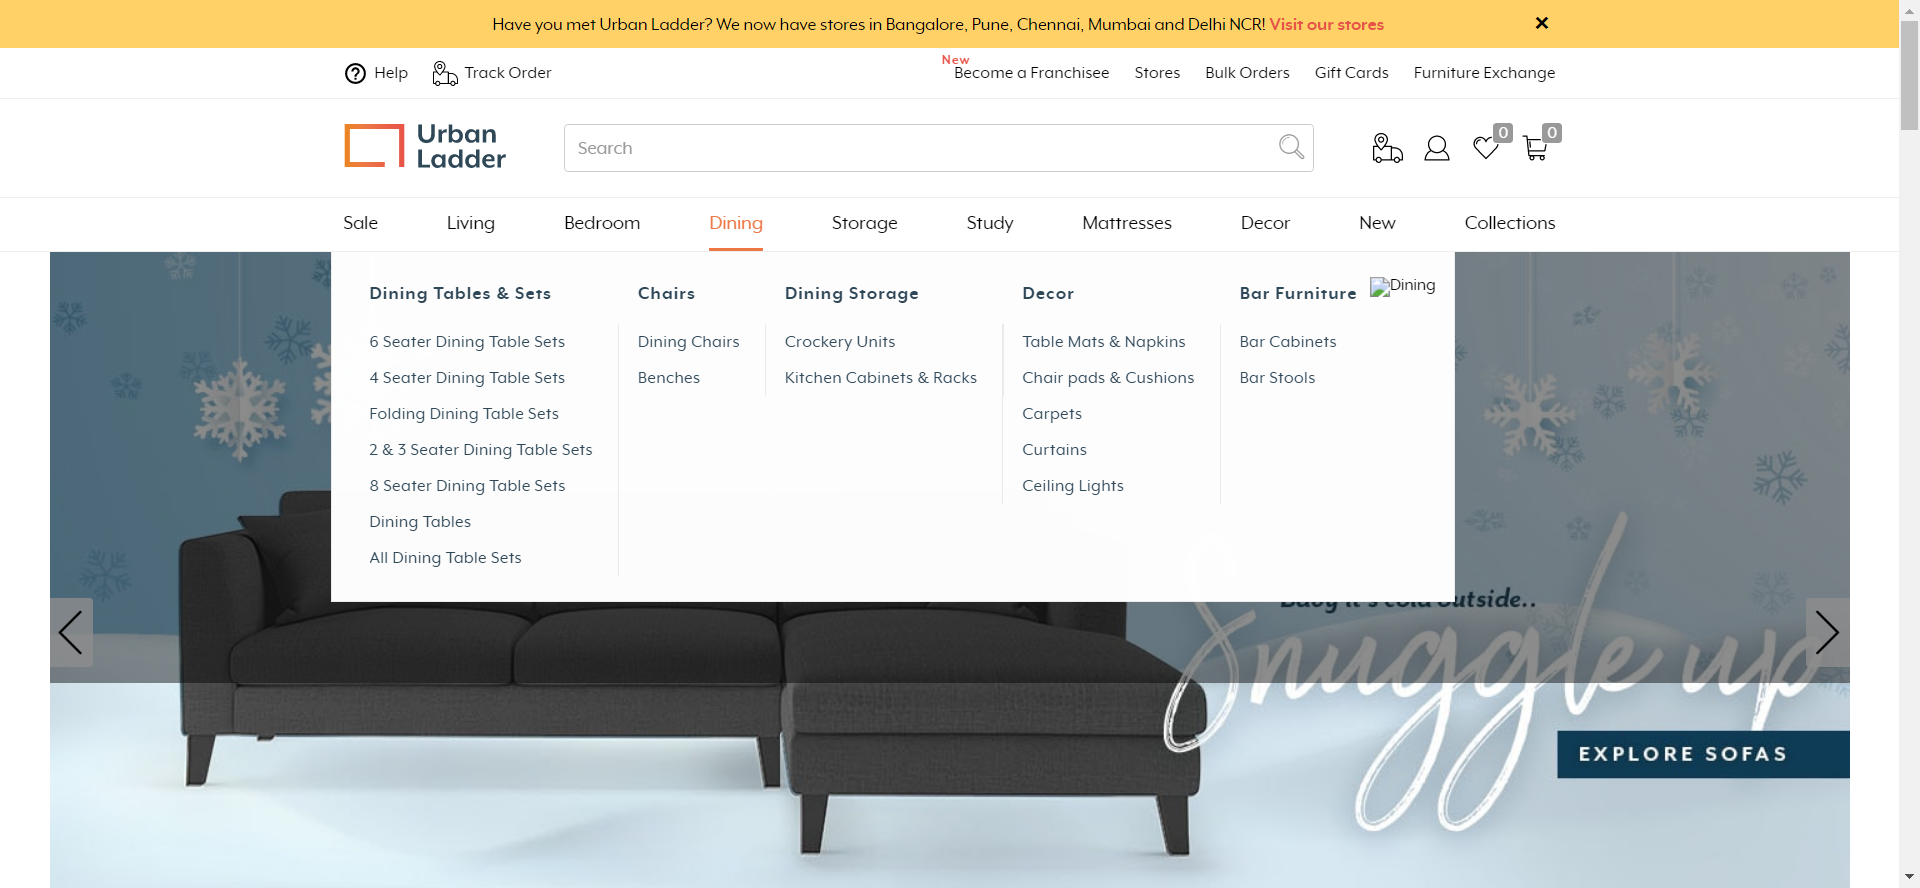 Have you met Urban Ladder? We now have stores in Bangalore, Pune, Chennai, Mumbai and Delhi NCR! Visit our stores
Help
Track Order
New
Become a Franchisee
Stores
Bulk Orders
Gift Cards
Furniture Exchange
Urban
Ladder
Search
0
0
Sale
Living
Bedroom
Dining
Storage
Study
Mattresses
Decor
New
Collections
Dining Tables & Sets
6 Seater Dining Table Sets
4 Seater Dining Table Sets
Folding Dining Table Sets
2 & 3 Seater Dining Table Sets
8 Seater Dining Table Sets
Dining Tables
All Dining Table Sets
Chairs
Dining Chairs
Benches
Dining Storage
Crockery Units
Kitchen Cabinets & Racks
Decor
Table Mats & Napkins
Chair pads & Cushions
Carpets
Curtains
Ceiling Lights
Bar Furniture
Bar Cabinets
Bar Stools
Dining
Baby it's cold outside..
Snuggle up
EXPLORE SOFAS